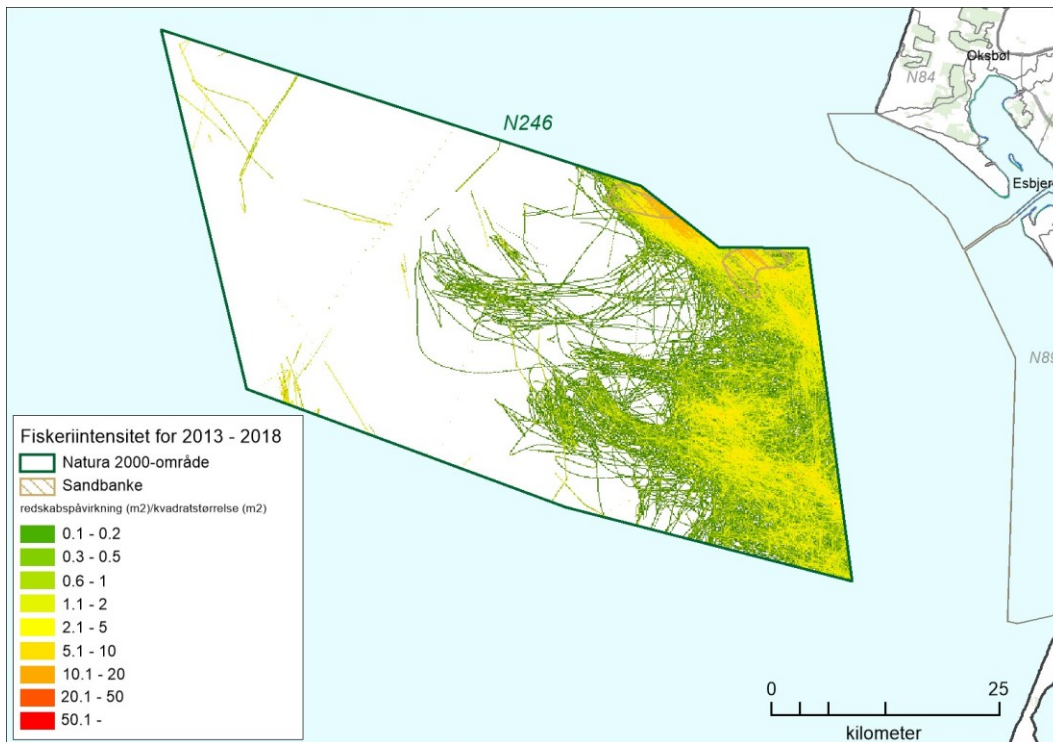 Oksbøl
N84
N246
Esbjer
N89
Fiskeriintensitet for 2013 - 2018
Natura 2000-område
Sandbanke
redskabspåvirkning (m2)/kvadratstørrelse (m2)
0.1 - 0.2
0.3 - 0.5
0.6 - 1
1.1 - 2
2.1 - 5
5.1 - 10
10.1 - 20
20.1 - 50
50.1 -
0 25
kilometer